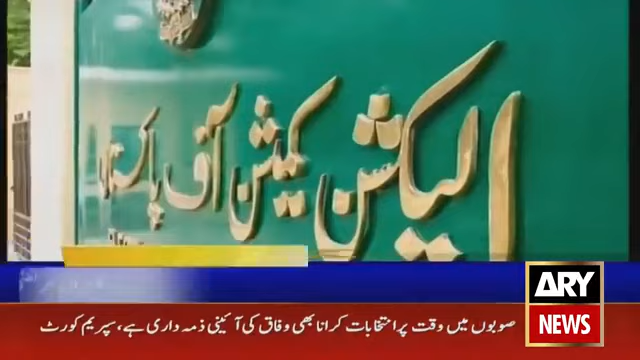 الیکشن کمیشن آف پاکستان
ARY
NEWS
صوبوں میں وقت پر انتخابات کرانا بھی وفاق کی آئینی ذمہ داری ہے، سپریم کورٹ